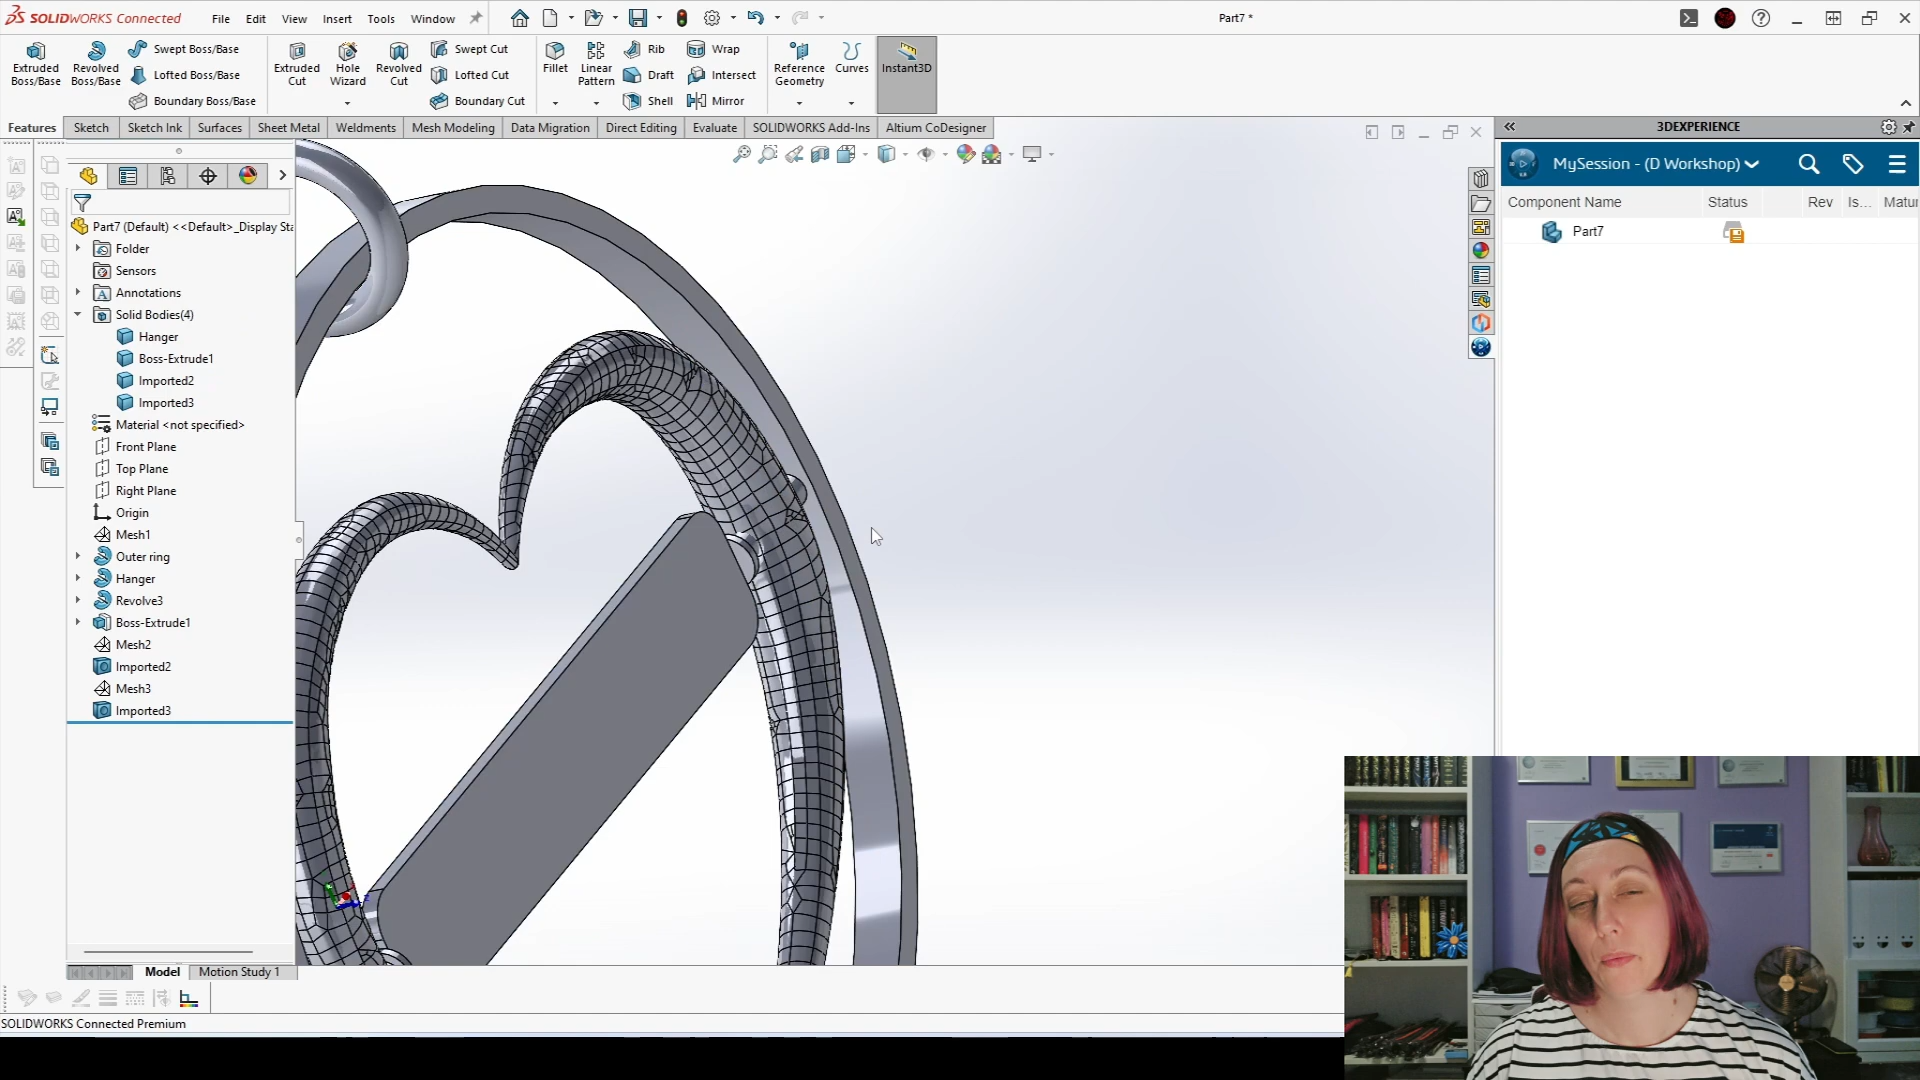 SOLIDWORKS Connected
File Edit View Insert Tools Window
Part7 *
Extruded Boss/Base
Revolved Boss/Base
Swept Boss/Base
Lofted Boss/Base
Boundary Boss/Base
Extruded Cut
Hole Wizard
Revolved Cut
Swept Cut
Lofted Cut
Boundary Cut
Fillet
Linear Pattern
Rib
Draft
Shell
Wrap
Intersect
Mirror
Reference Geometry
Curves
Instant3D
Features Sketch Sketch Ink Surfaces Sheet Metal Weldments Mesh Modeling Data Migration Direct Editing Evaluate SOLIDWORKS Add-Ins Altium CoDesigner
3DEXPERIENCE
MySession - (D Workshop)
Component Name Status Rev Is... Matur
Part7
Part7 (Default) <<Default>_Display Sta
Folder
Sensors
Annotations
Solid Bodies(4)
Hanger
Boss-Extrude1
Imported2
Imported3
Material <not specified>
Front Plane
Top Plane
Right Plane
Origin
Mesh1
Outer ring
Hanger
Revolve3
Boss-Extrude1
Mesh2
Imported2
Mesh3
Imported3
Model Motion Study 1
SOLIDWORKS Connected Premium